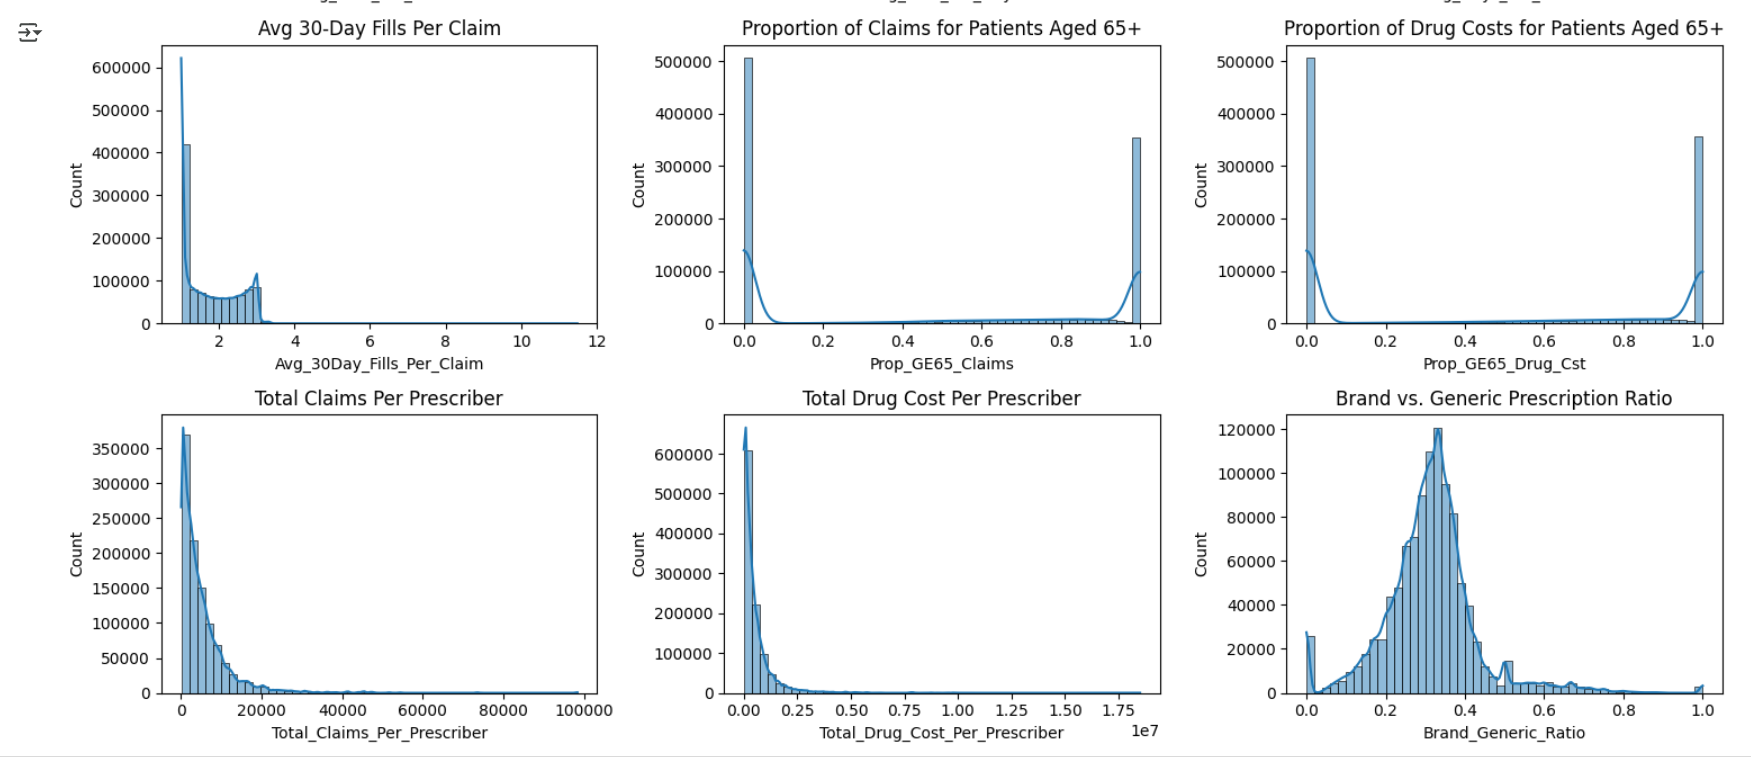 Avg 30-Day Fills Per Claim
600000
500000
400000
300000
200000
100000
0
Count
2 4 6 8 10 12
Avg_30Day_Fills_Per_Claim
Proportion of Claims for Patients Aged 65+
500000
400000
300000
200000
100000
0
Count
0.0 0.2 0.4 0.6 0.8 1.0
Prop_GE65_Claims
Proportion of Drug Costs for Patients Aged 65+
500000
400000
300000
200000
100000
0
Count
0.0 0.2 0.4 0.6 0.8 1.0
Prop_GE65_Drug_Cst
Total Claims Per Prescriber
350000
300000
250000
200000
150000
100000
50000
0
Count
0 20000 40000 60000 80000 100000
Total_Claims_Per_Prescriber
Total Drug Cost Per Prescriber
600000
500000
400000
300000
200000
100000
0
Count
0.00 0.25 0.50 0.75 1.00 1.25 1.50 1.75
1e7
Total_Drug_Cost_Per_Prescriber
Brand vs. Generic Prescription Ratio
120000
100000
80000
60000
40000
20000
0
Count
0.0 0.2 0.4 0.6 0.8 1.0
Brand_Generic_Ratio